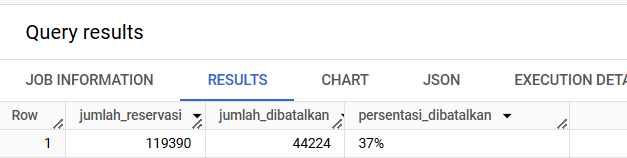 Query results
JOB INFORMATION RESULTS CHART JSON EXECUTION DETA
Row jumlah_reservasi jumlah_dibatalkan persentasi_dibatalkan
1 119390 44224 37%